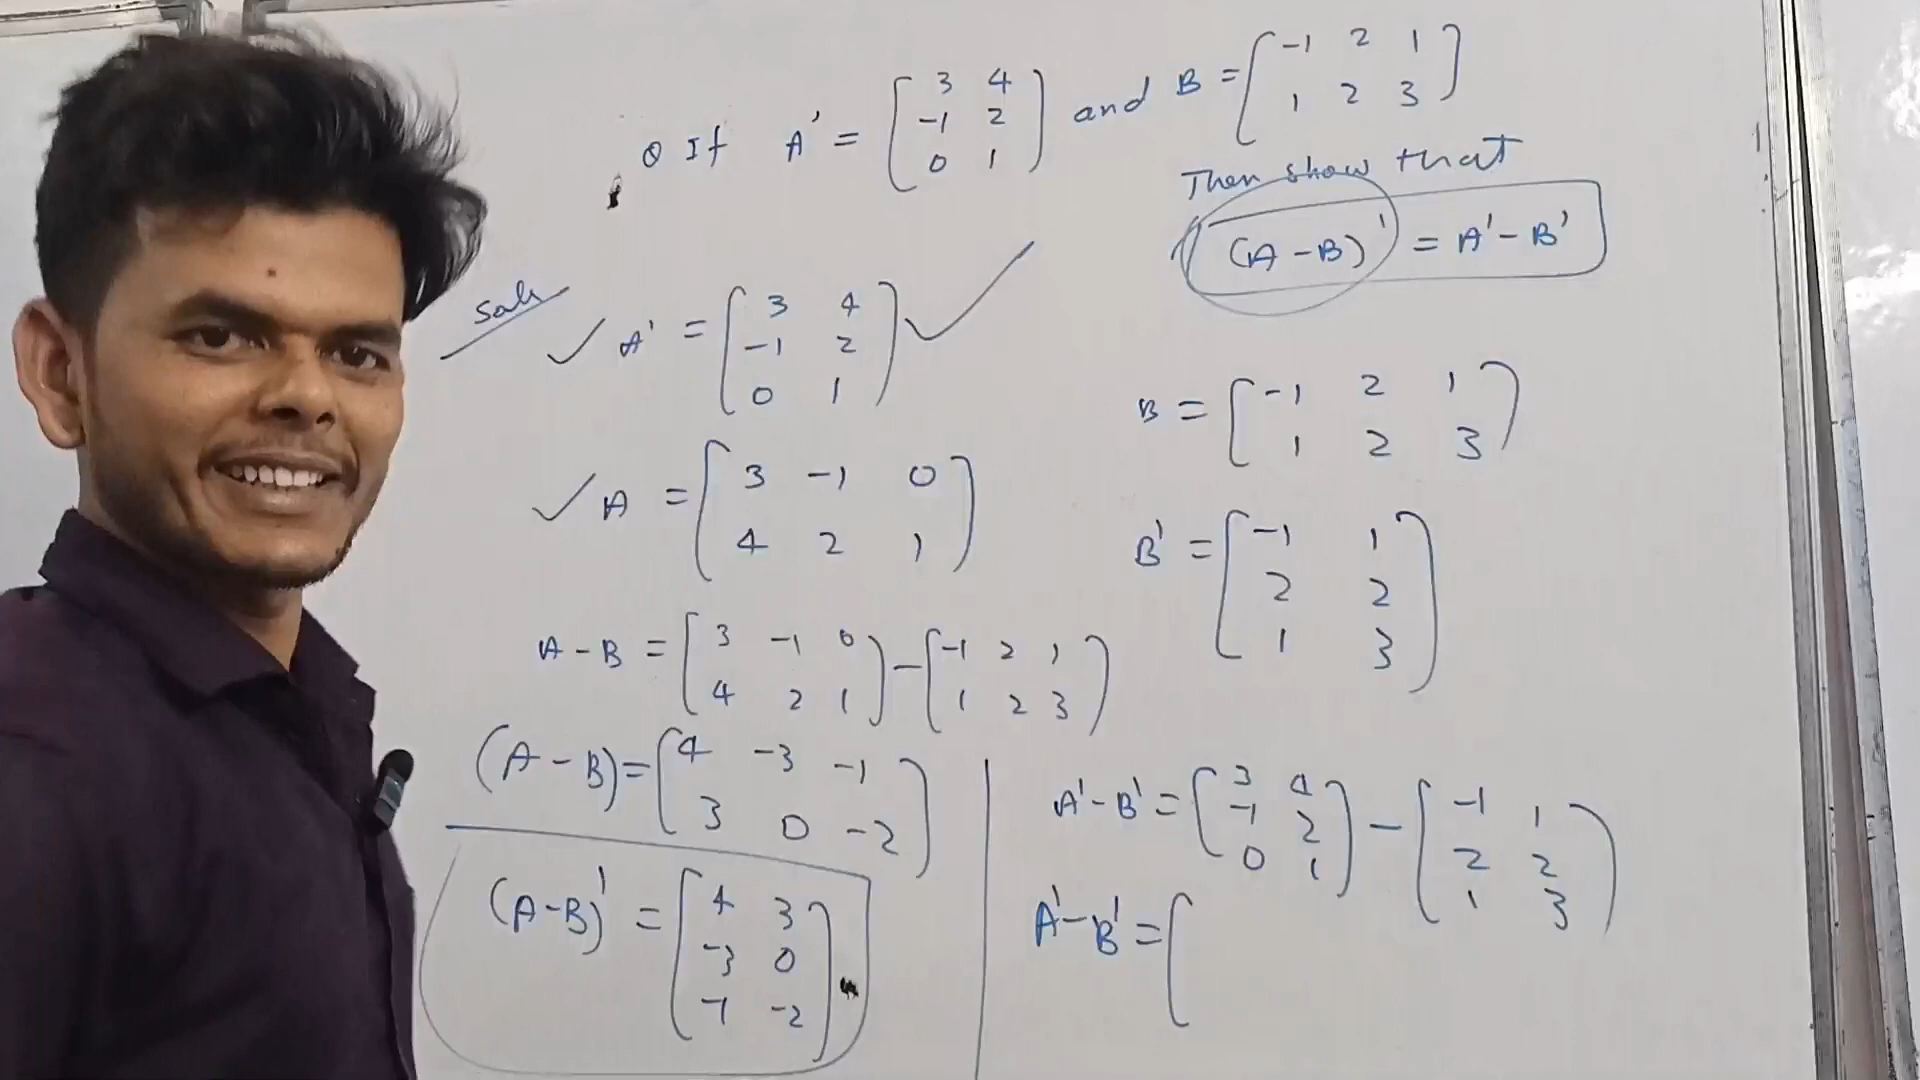 Q If A' = [3 4 -1 2 0 1] and B = [-1 2 1 1 2 3]
Then show that
(A - B)' = A' - B'
Soln
A' = [3 4 -1 2 0 1]
A = [3 -1 0 4 2 1]
A - B = [3 -1 0 4 2 1] - [-1 2 1 1 2 3]
(A - B) = [4 -3 -1 3 0 -2]
(A-B)' = [4 3 -3 0 -1 -2]
B = [-1 2 1 1 2 3]
B' = [-1 1 2 2 1 3]
A' - B' = [3 4 -1 2 0 1] - [-1 1 2 2 1 3]
A' - B' = [